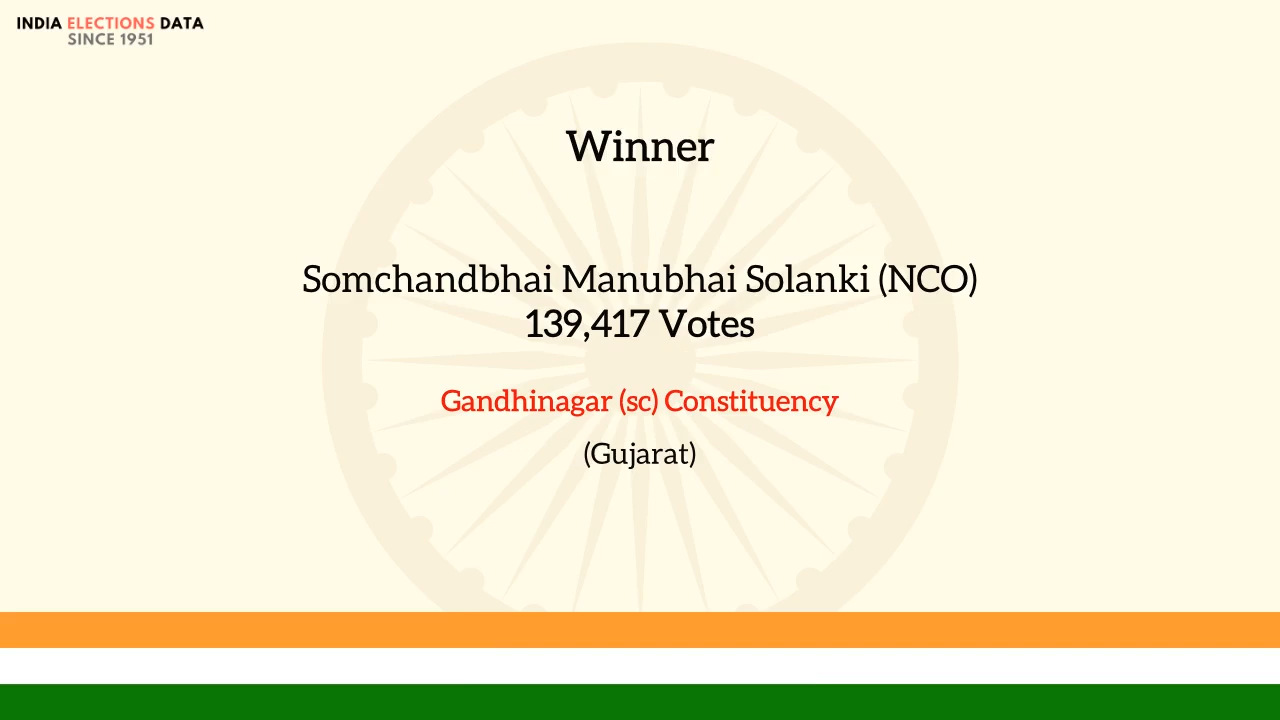 INDIA ELECTIONS DATA
SINCE 1951
Winner
Somchandbhai Manubhai Solanki (NCO)
139,417 Votes
Gandhinagar (sc) Constituency
(Gujarat)